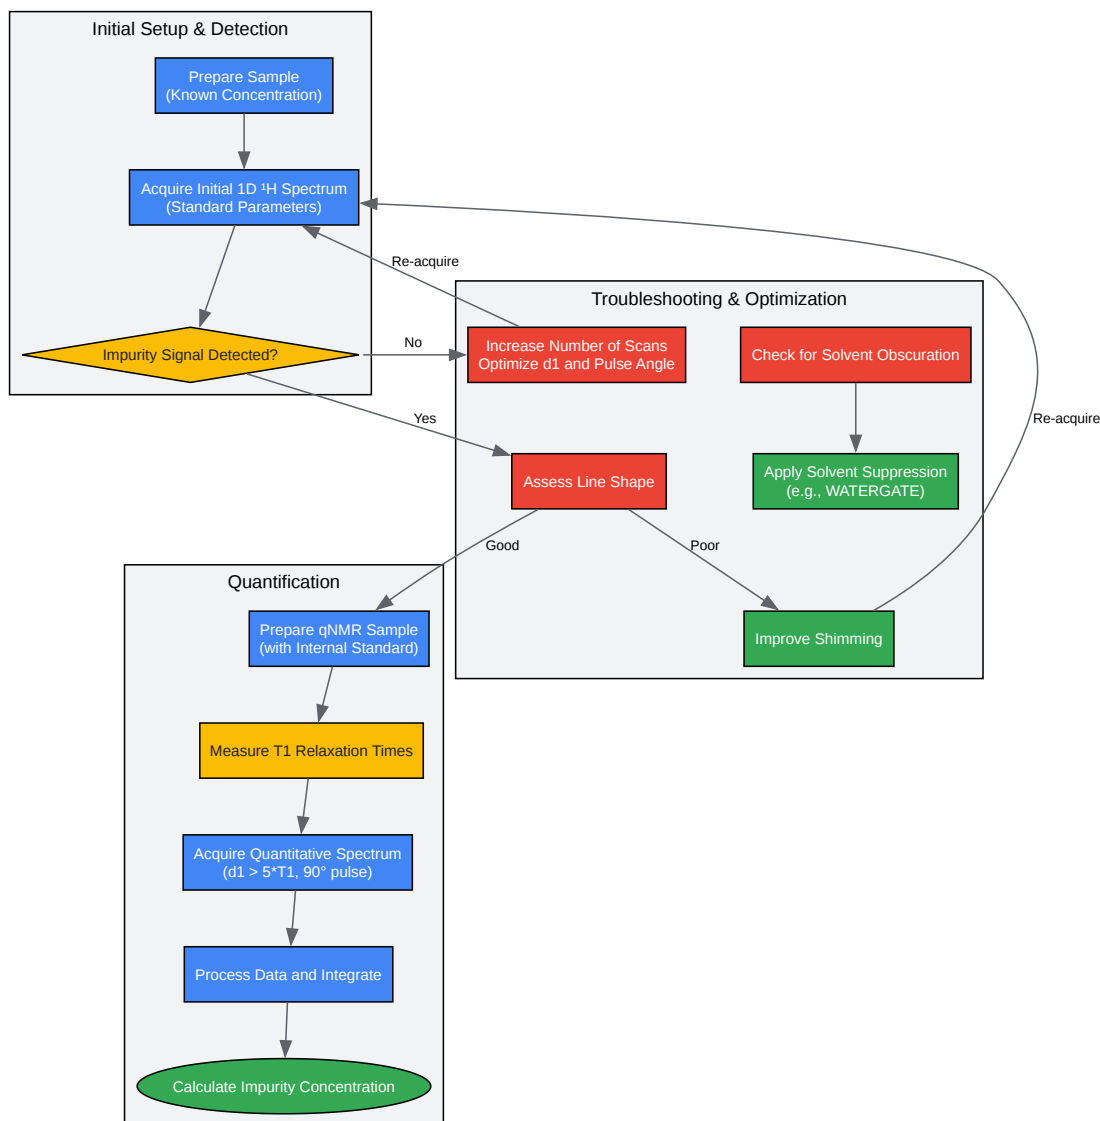 Initial Setup & Detection
Prepare Sample
(Known Concentration)
Acquire Initial 1D ¹H Spectrum
(Standard Parameters)
Re-acquire
Impurity Signal Detected?
No
Yes
Troubleshooting & Optimization
Increase Number of Scans
Optimize d1 and Pulse Angle
Check for Solvent Obscuration
Re-acquire
Assess Line Shape
Apply Solvent Suppression
(e.g., WATERGATE)
Good
Poor
Improve Shimming
Quantification
Prepare qNMR Sample
(with Internal Standard)
Measure T1 Relaxation Times
Acquire Quantitative Spectrum
(d1 > 5*T1, 90° pulse)
Process Data and Integrate
Calculate Impurity Concentration